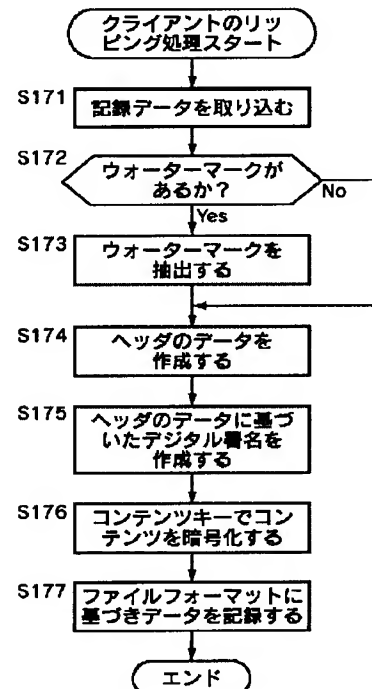 クライアントのリッ
ピング処理スタート
S171
記録データを取り込む
S172
ウォーターマークが
あるか？
No
Yes
S173
ウォーターマークを
抽出する
S174
ヘッダのデータを
作成する
S175
ヘッダのデータに基づ
いたデジタル署名を
作成する
S176
コンテンツキーでコン
テンツを暗号化する
S177
ファイルフォーマットに
基づきデータを記録する
エンド